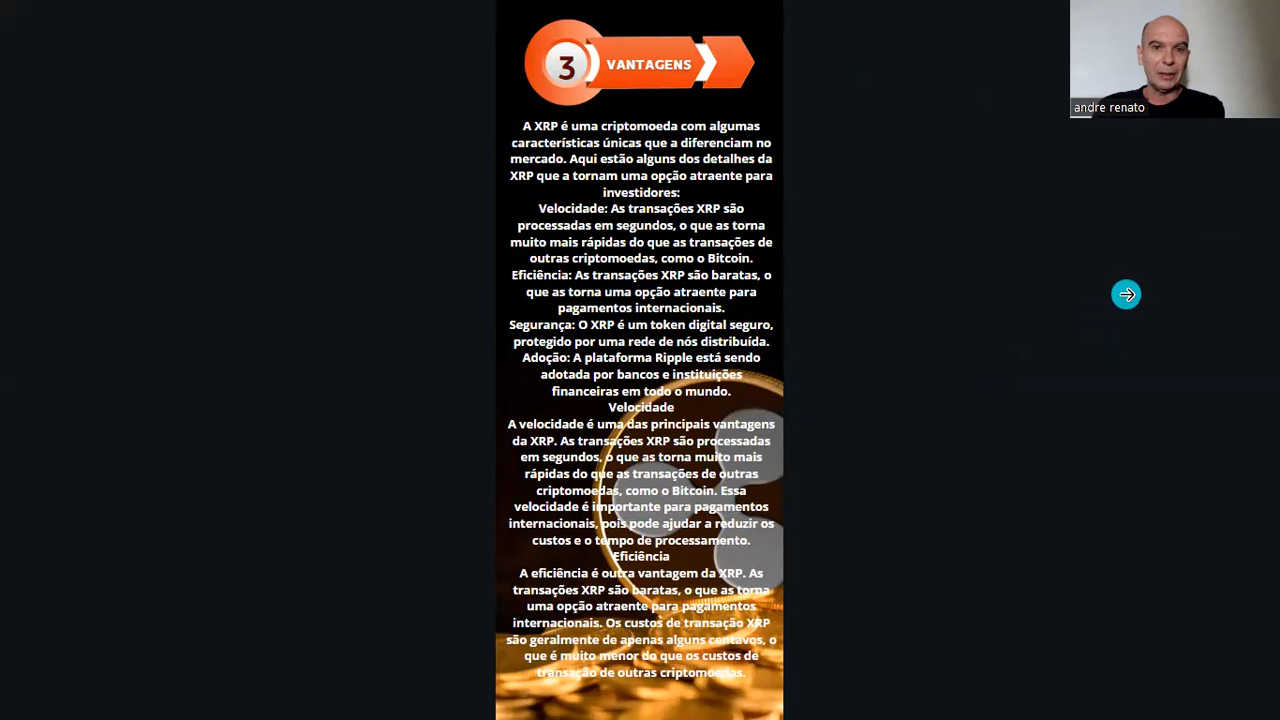 3
VANTAGENS
andre renato
A XRP é uma criptomoeda com algumas
características únicas que a diferenciam no
mercado. Aqui estão alguns dos detalhes da
XRP que a tornam uma opção atraente para
investidores:
Velocidade: As transações XRP são
processadas em segundos, o que as torna
muito mais rápidas do que as transações de
outras criptomoedas, como o Bitcoin.
Eficiência: As transações XRP são baratas, o
que as torna uma opção atraente para
pagamentos internacionais.
Segurança: O XRP é um token digital seguro,
protegido por uma rede de nós distribuída.
Adoção: A plataforma Ripple está sendo
adotada por bancos e instituições
financeiras em todo o mundo.
Velocidade
A velocidade é uma das principais vantagens
da XRP. As transações XRP são processadas
em segundos, o que as torna muito mais
rápidas do que as transações de outras
criptomoedas, como o Bitcoin. Essa
velocidade é importante para pagamentos
internacionais, pois pode ajudar a reduzir os
custos e o tempo de processamento.
Eficiência
A eficiência é outra vantagem da XRP. As
transações XRP são baratas, o que as torna
uma opção atraente para pagamentos
internacionais. Os custos de transação XRP
são geralmente de apenas alguns centavos, o
que é muito menor do que os custos de
transação de outras criptomoedas.